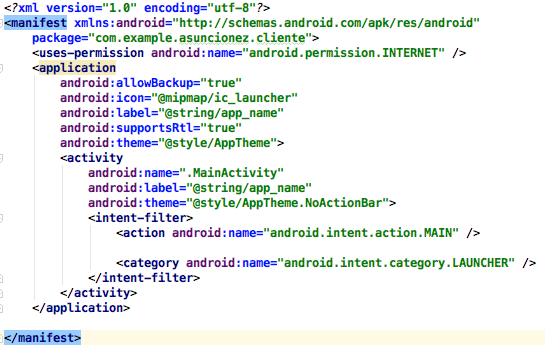 <?xml version="1.0" encoding="utf-8"?>
<manifest xmlns:android="http://schemas.android.com/apk/res/android"
    package="com.example.asuncionez.cliente">
    <uses-permission android:name="android.permission.INTERNET" />
    <application
        android:allowBackup="true"
        android:icon="@mipmap/ic_launcher"
        android:label="@string/app_name"
        android:supportsRtl="true"
        android:theme="@style/AppTheme">
        <activity
            android:name=".MainActivity"
            android:label="@string/app_name"
            android:theme="@style/AppTheme.NoActionBar">
            <intent-filter>
                <action android:name="android.intent.action.MAIN" />

                <category android:name="android.intent.category.LAUNCHER" />
            </intent-filter>
        </activity>
    </application>

</manifest>